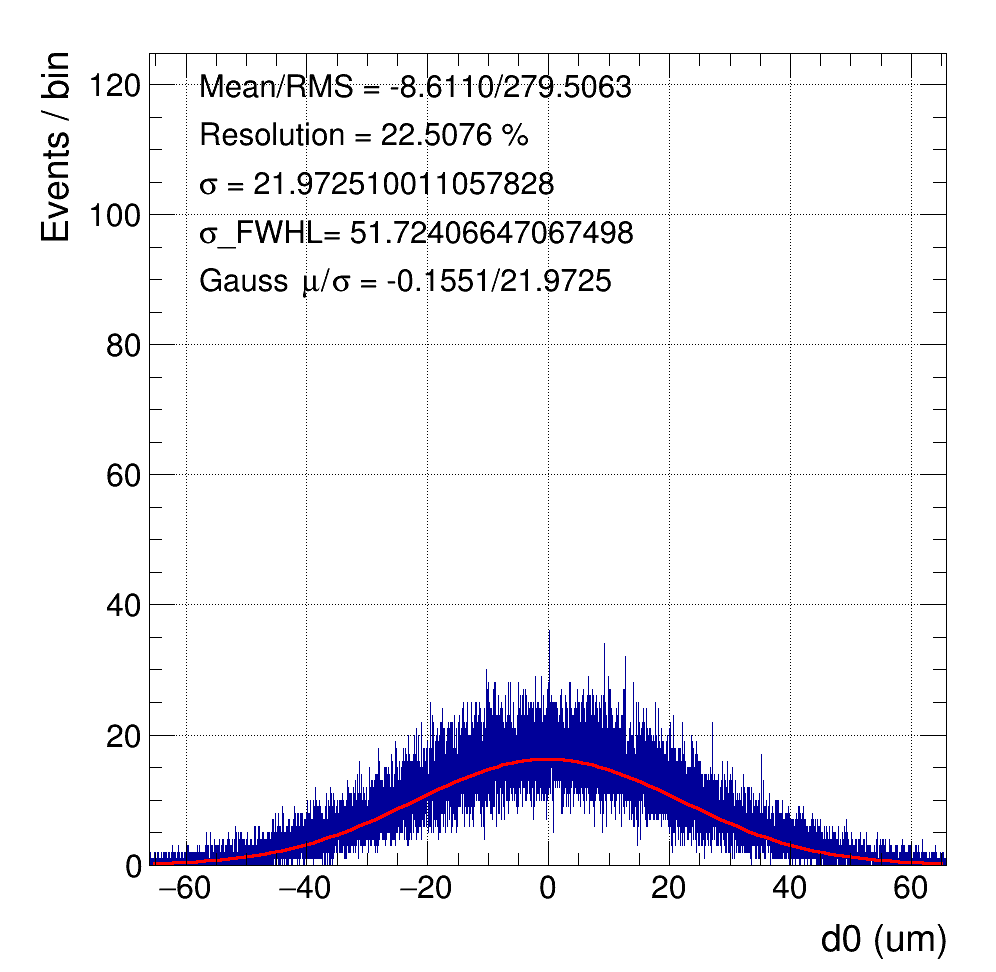 Events / bin
120
100
80
60
40
20
0
Mean/RMS = -8.6110/279.5063
Resolution = 22.5076 %
σ = 21.972510011057828
σ_FWHL= 51.72406647067498
Gauss μ/σ = -0.1551/21.9725
−60 −40 −20 0 20 40 60
d0 (um)